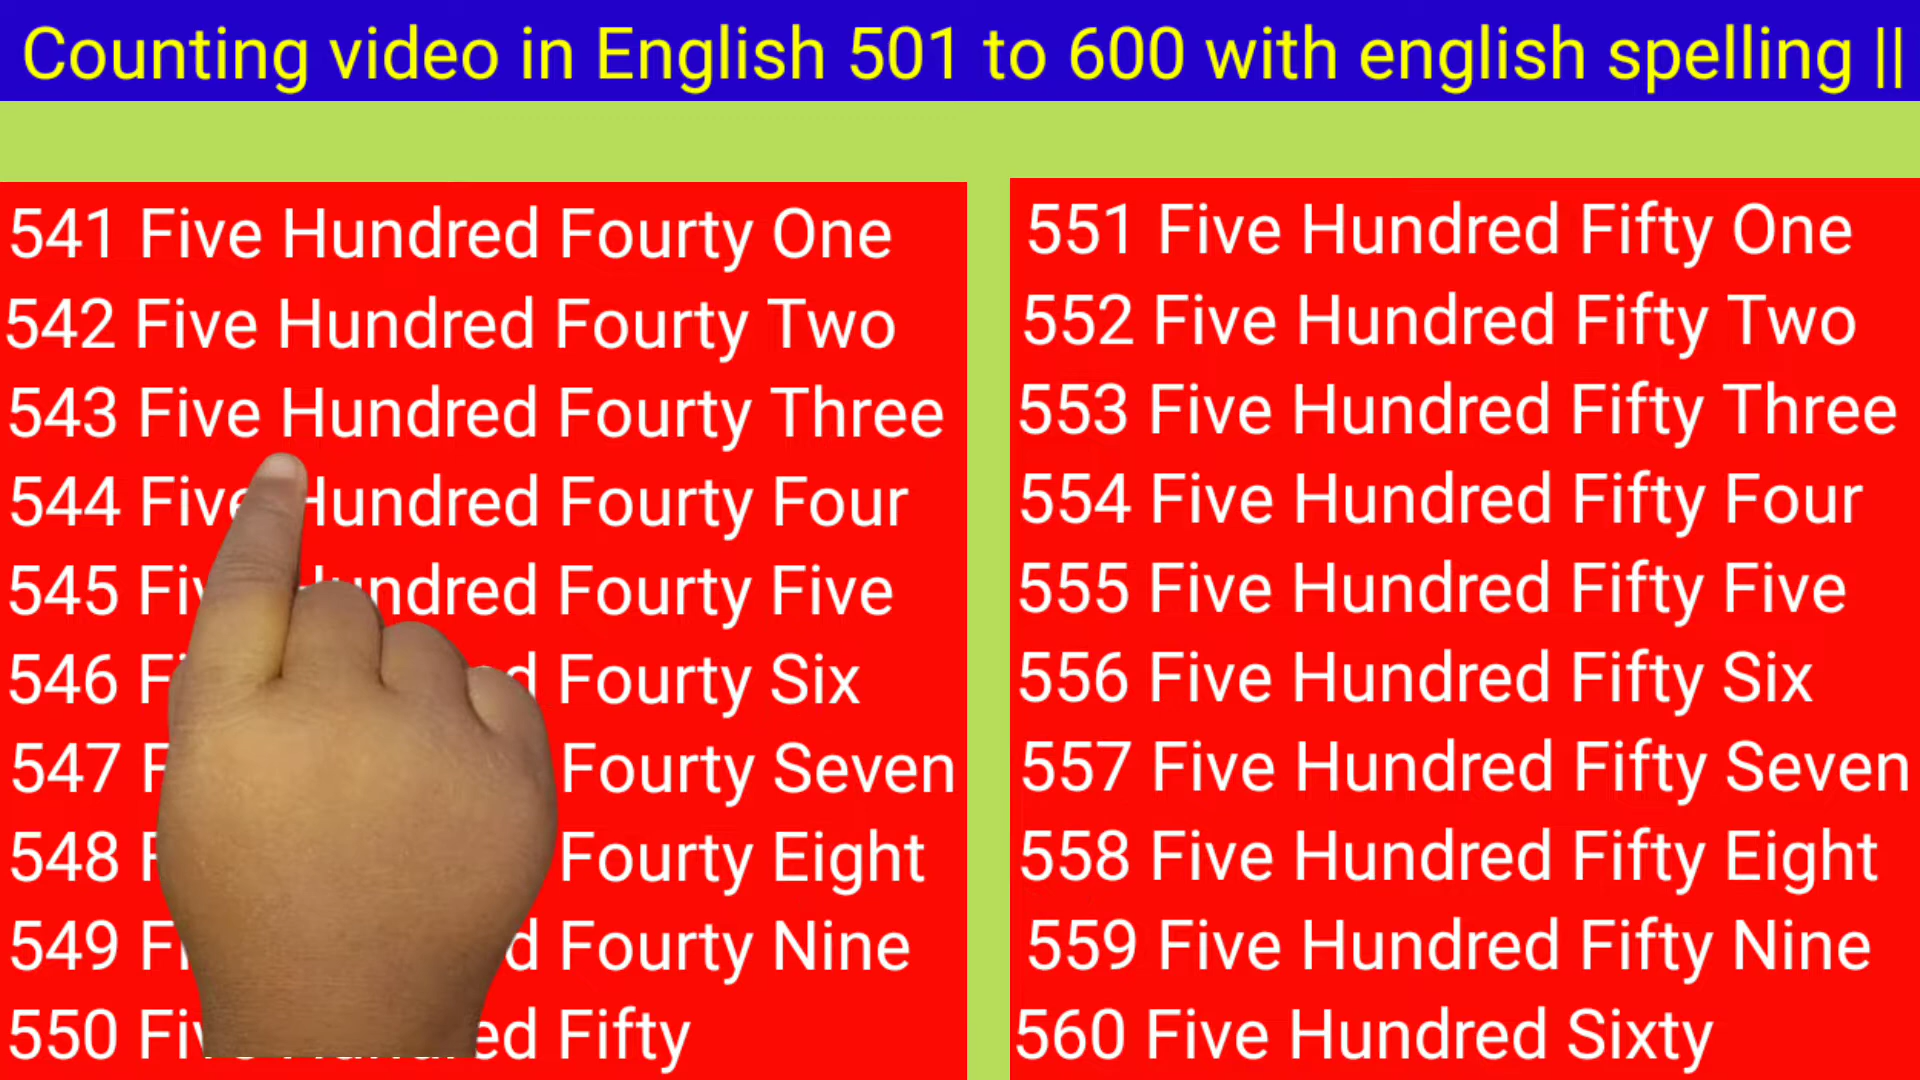 Counting video in English 501 to 600 with english spelling ||
541 Five Hundred Fourty One
542 Five Hundred Fourty Two
543 Five Hundred Fourty Three
544 Five Hundred Fourty Four
545 Five Hundred Fourty Five
546 Fourty Six
547 Fourty Seven
548 Fourty Eight
549 Fourty Nine
550 Five Hundred Fifty
551 Five Hundred Fifty One
552 Five Hundred Fifty Two
553 Five Hundred Fifty Three
554 Five Hundred Fifty Four
555 Five Hundred Fifty Five
556 Five Hundred Fifty Six
557 Five Hundred Fifty Seven
558 Five Hundred Fifty Eight
559 Five Hundred Fifty Nine
560 Five Hundred Sixty